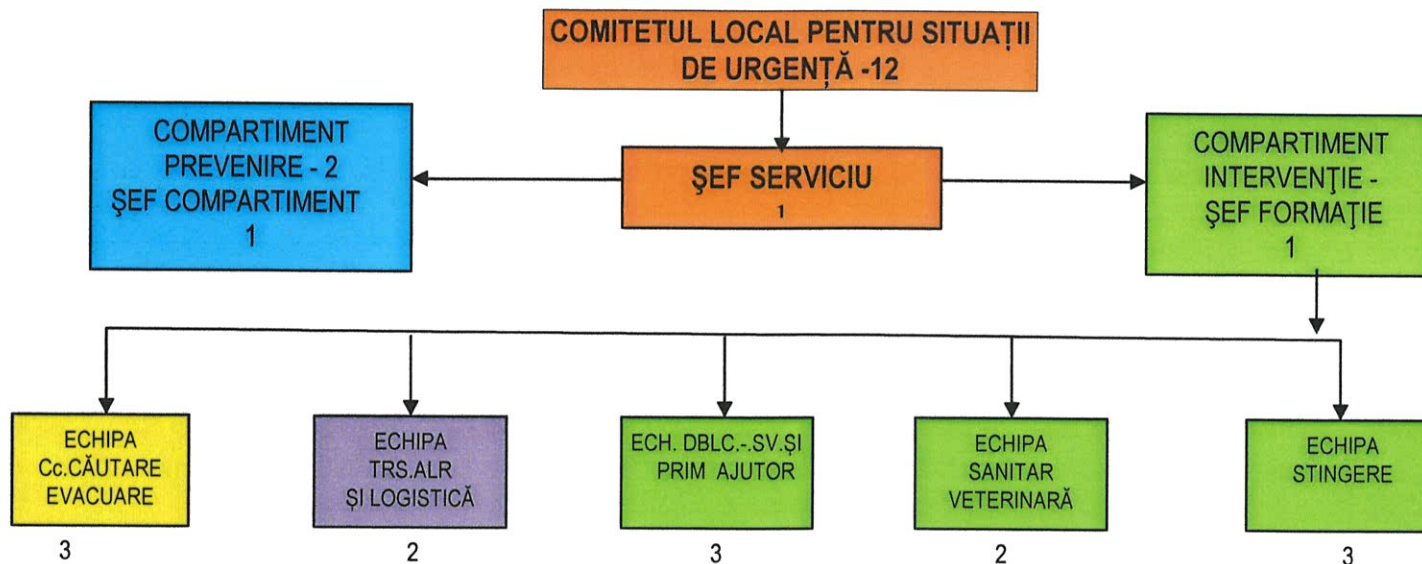 COMITETUL LOCAL PENTRU SITUAȚII
DE URGENȚĂ -12
COMPARTIMENT
PREVENIRE - 2
ŞEF COMPARTIMENT
1
ŞEF SERVICIU
1
COMPARTIMENT
INTERVENŢIE -
ŞEF FORMAŢIE
1
ECHIPA
Cc.CĂUTARE
EVACUARE
3
ECHIPA
TRS.ALR
ŞI LOGISTICĂ
2
ECH. DBLC.-.SV.ŞI
PRIM AJUTOR
3
ECHIPA
SANITAR
VETERINARĂ
2
ECHIPA
STINGERE
3